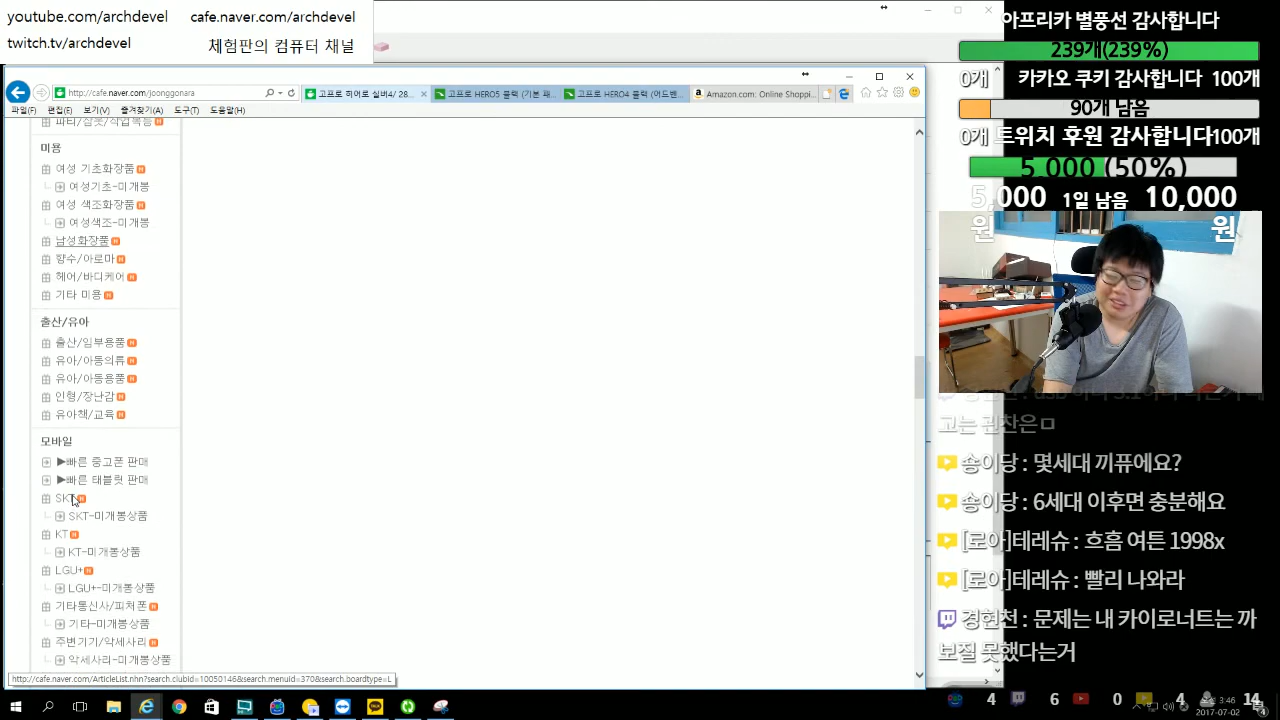 youtube.com/archdevel cafe.naver.com/archdevel
twitch.tv/archdevel 체험판의 컴퓨터 채널
http://cafe.naver.com/joonggonara
고프로 히어로 실버4/ 28...
고프로 HERO5 블랙 (기본 패...
고프로 HERO4 블랙 (어드밴...
Amazon.com: Online Shoppi...
파일(F) 편집(E) 보기(V) 즐겨찾기(A) 도구(T) 도움말(H)
미용
여성 기초화장품
여성기초-미개봉
여성 색조화장품
여성색조-미개봉
남성화장품
향수/아로마
헤어/바디케어
기타 미용
출산/유아
출산/임부용품
유아/아동의류
유아/아동용품
인형/장난감
유아책/교육
모바일
▶빠른 중고폰 판매
▶빠른 태블릿 판매
SKT
SKT-미개봉상품
KT
KT-미개봉상품
LGU+
LGU+-미개봉상품
기타통신사/피처폰
기타-미개봉상품
주변기기/악세사리
악세사리-미개봉상품
아프리카 별풍선 감사합니다
239개(239%)
0개 카카오 쿠키 감사합니다 100개
90개 남음
0개 트위치 후원 감사합니다100개
5,000 (50%)
5,000 1일 남음 10,000
원 원
고는 괜찬은ㅁ
숑이당 : 몇세대 끼퓨에요?
숑이당 : 6세대 이후면 충분해요
[로아]테레슈 : 흐흠 여튼 1998x
[로아]테레슈 : 빨리 나와라
경현천 : 문제는 내 카이로너트는 까
보질 못했다는거
4 6 0 4 14
3:46
2017-07-02